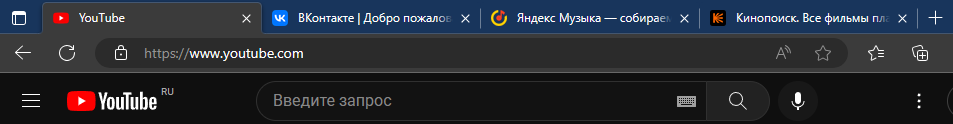 YouTube
ВКонтакте | Добро пожалов
Яндекс Музыка — собираем
Кинопоиск. Все фильмы пла
https://www.youtube.com
YouTube RU
Введите запрос